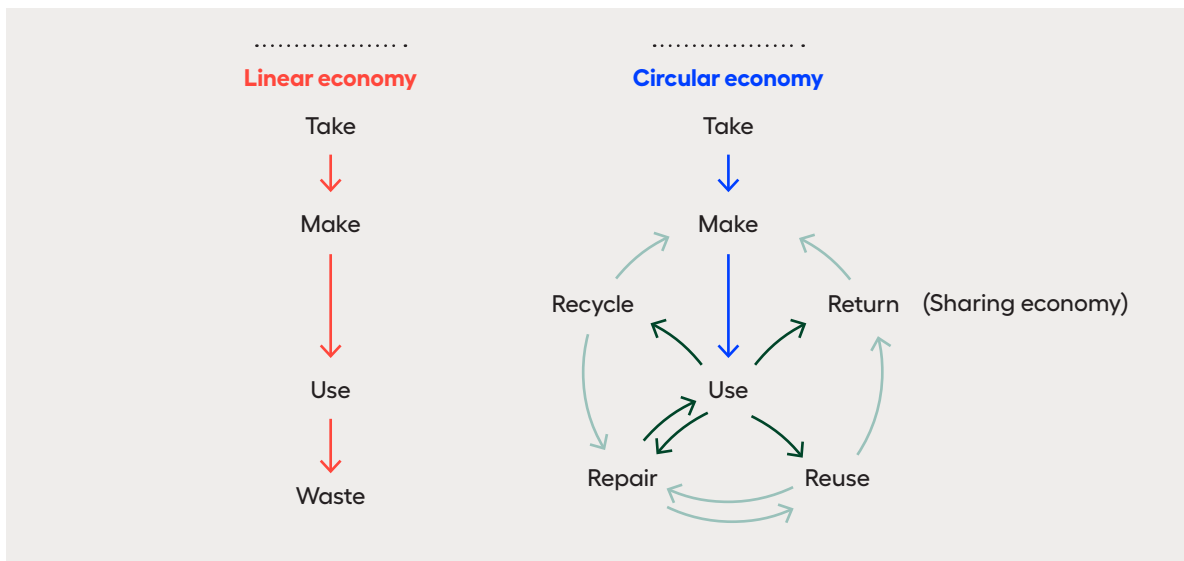 Linear economy
Take
Make
Use
Waste
Circular economy
Take
Make
Recycle
Return (Sharing economy)
Use
Repair
Reuse